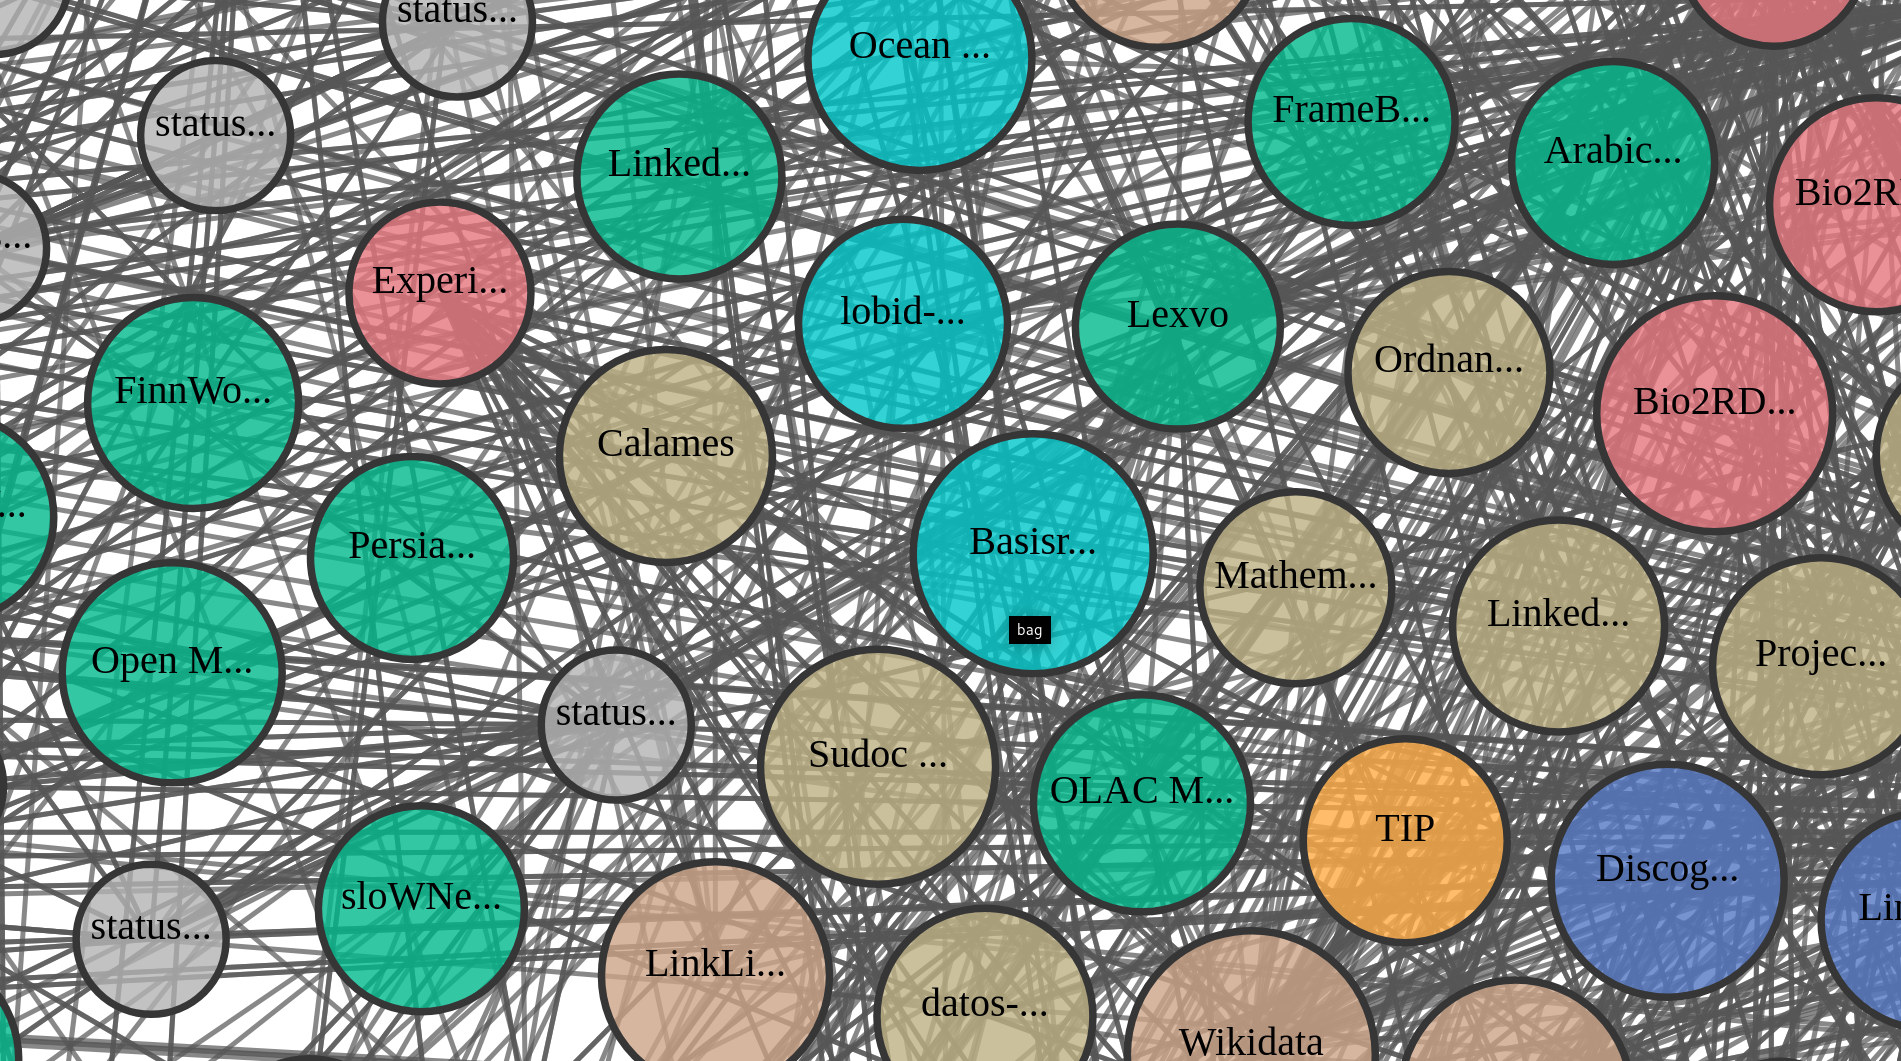 status...
Ocean ...
FrameB...
status...
Arabic...
Linked...
Bio2R
...
Experi...
lobid-...
Lexvo
Ordnan...
FinnWo...
Bio2RD...
Calames
...
Persia...
Basisr...
Mathem...
bag
Linked...
Projec...
Open M...
status...
Sudoc ...
OLAC M...
TIP
Discog...
sloWNe...
Lin
status...
LinkLi...
datos-...
Wikidata